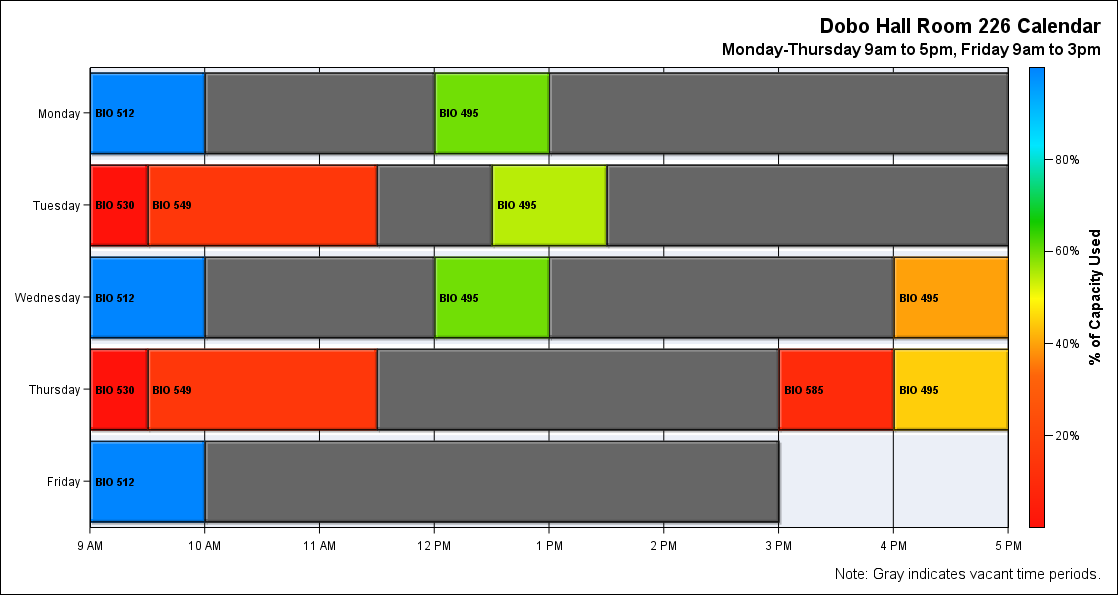 Dobo Hall Room 226 Calendar
Monday-Thursday 9am to 5pm, Friday 9am to 3pm
Monday
BIO 512
BIO 495
Tuesday
BIO 530
BIO 549
BIO 495
Wednesday
BIO 512
BIO 495
BIO 495
Thursday
BIO 530
BIO 549
BIO 585
BIO 495
Friday
BIO 512
9 AM
10 AM
11 AM
12 PM
1 PM
2 PM
3 PM
4 PM
5 PM
80%
60%
40%
20%
% of Capacity Used
Note: Gray indicates vacant time periods.